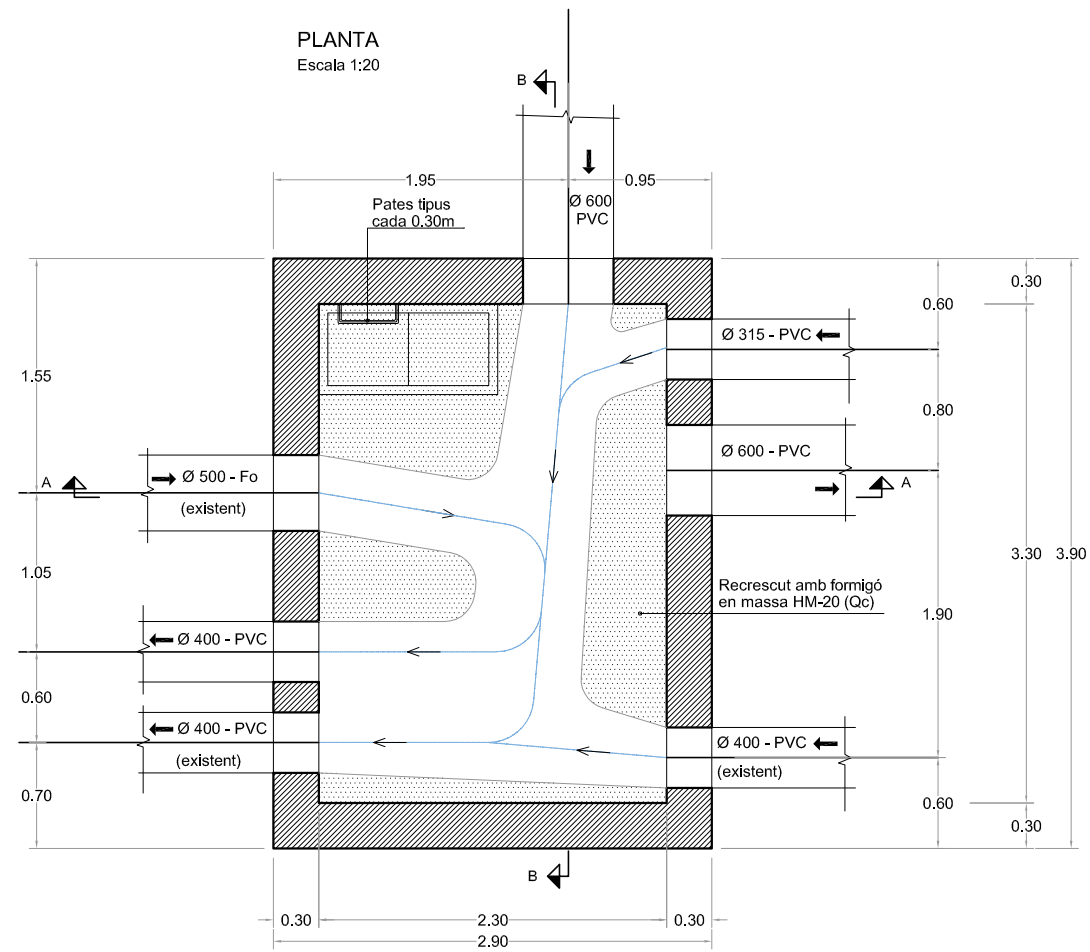 PLANTA
Escala 1:20
B
1.95
0.95
Pates tipus
cada 0.30m
Ø 600
PVC
0.30
0.60
Ø 315 - PVC
1.55
0.80
Ø 500 - Fo
(existent)
A
Ø 600 - PVC
A
3.30
3.90
1.05
Recrescut amb formigó
en massa HM-20 (Qc)
1.90
Ø 400 - PVC
0.60
Ø 400 - PVC
(existent)
Ø 400 - PVC
(existent)
0.70
0.60
0.30
B
0.30
2.30
0.30
2.90